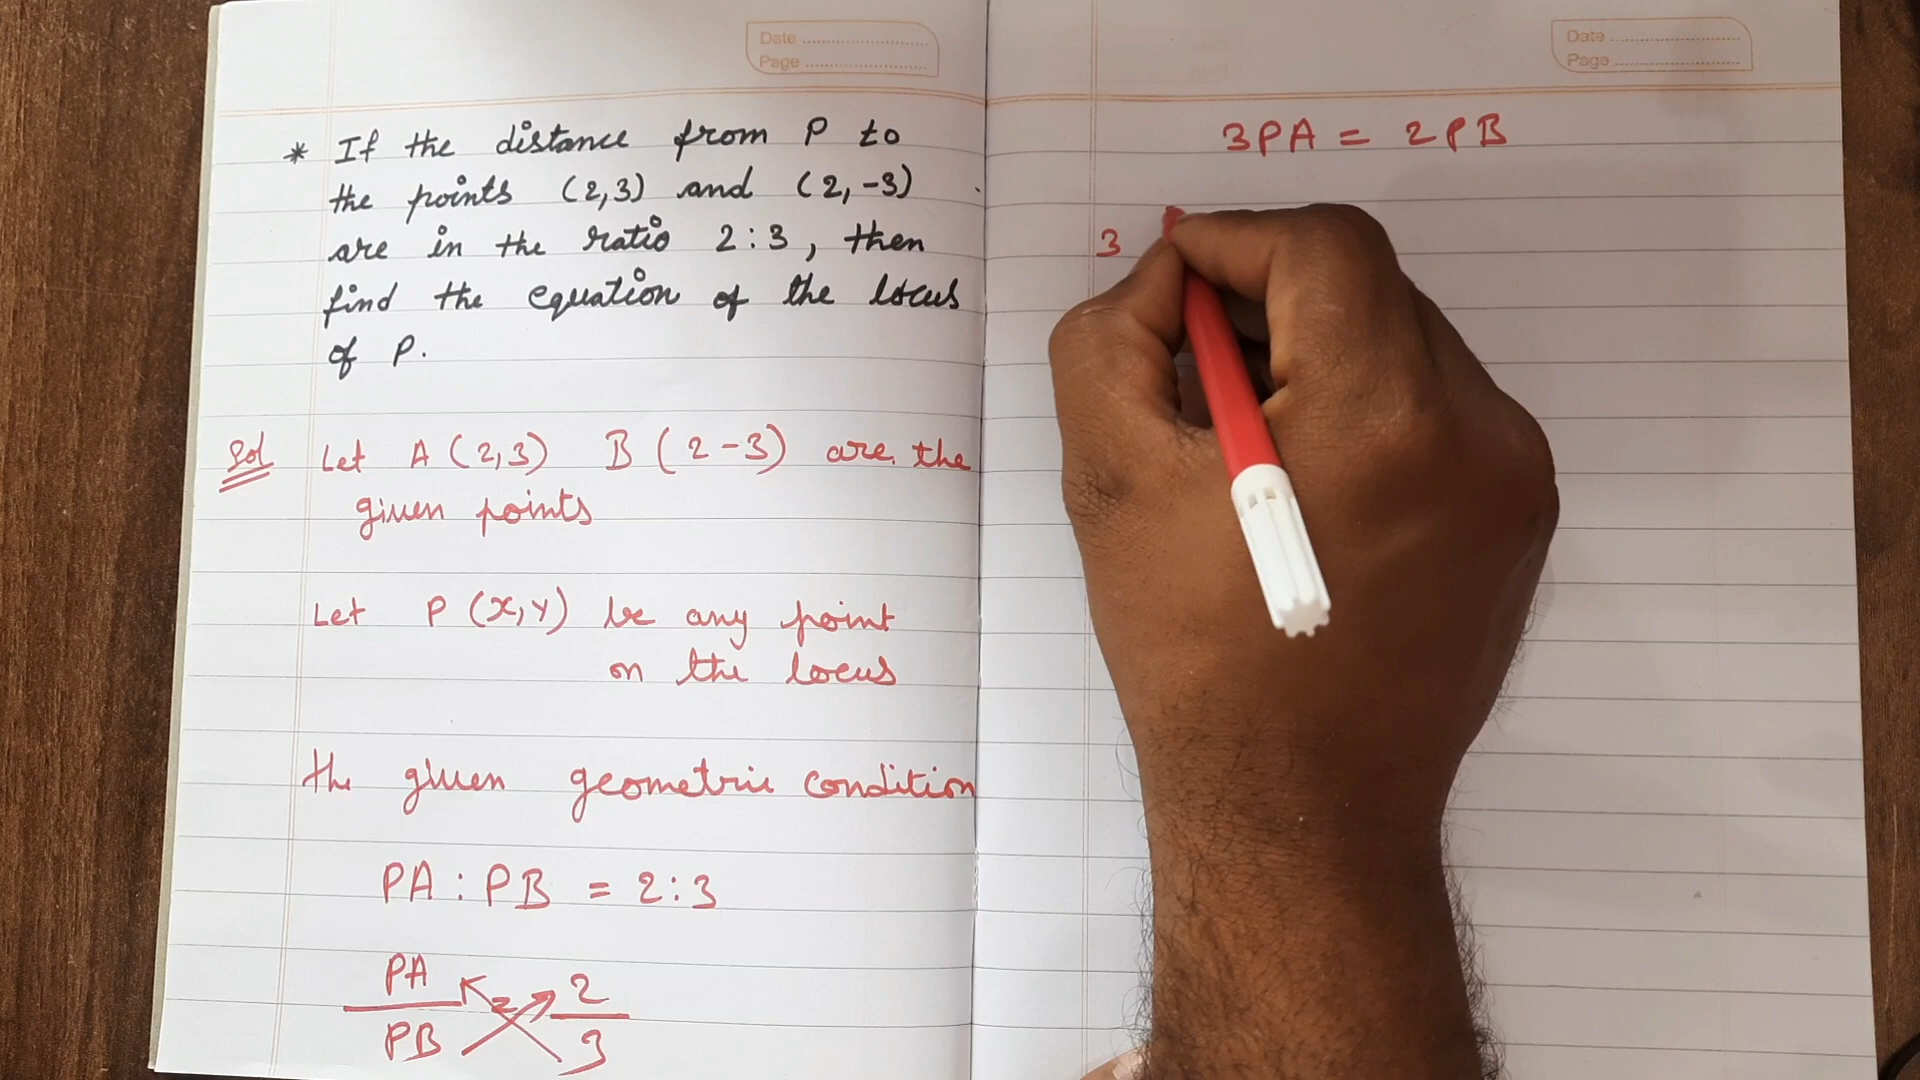 Date
Page
* If the distance from P to
the points (2,3) and (2,-3)
are in the ratio 2:3, then
find the equation of the locus
of P.
Sol Let A (2,3) B (2-3) are the
given points
Let P (x,y) be any point
on the locus
the given geometric condition
PA : PB = 2:3
PA = 2
PB 3
Date
Page
3PA = 2PB
3